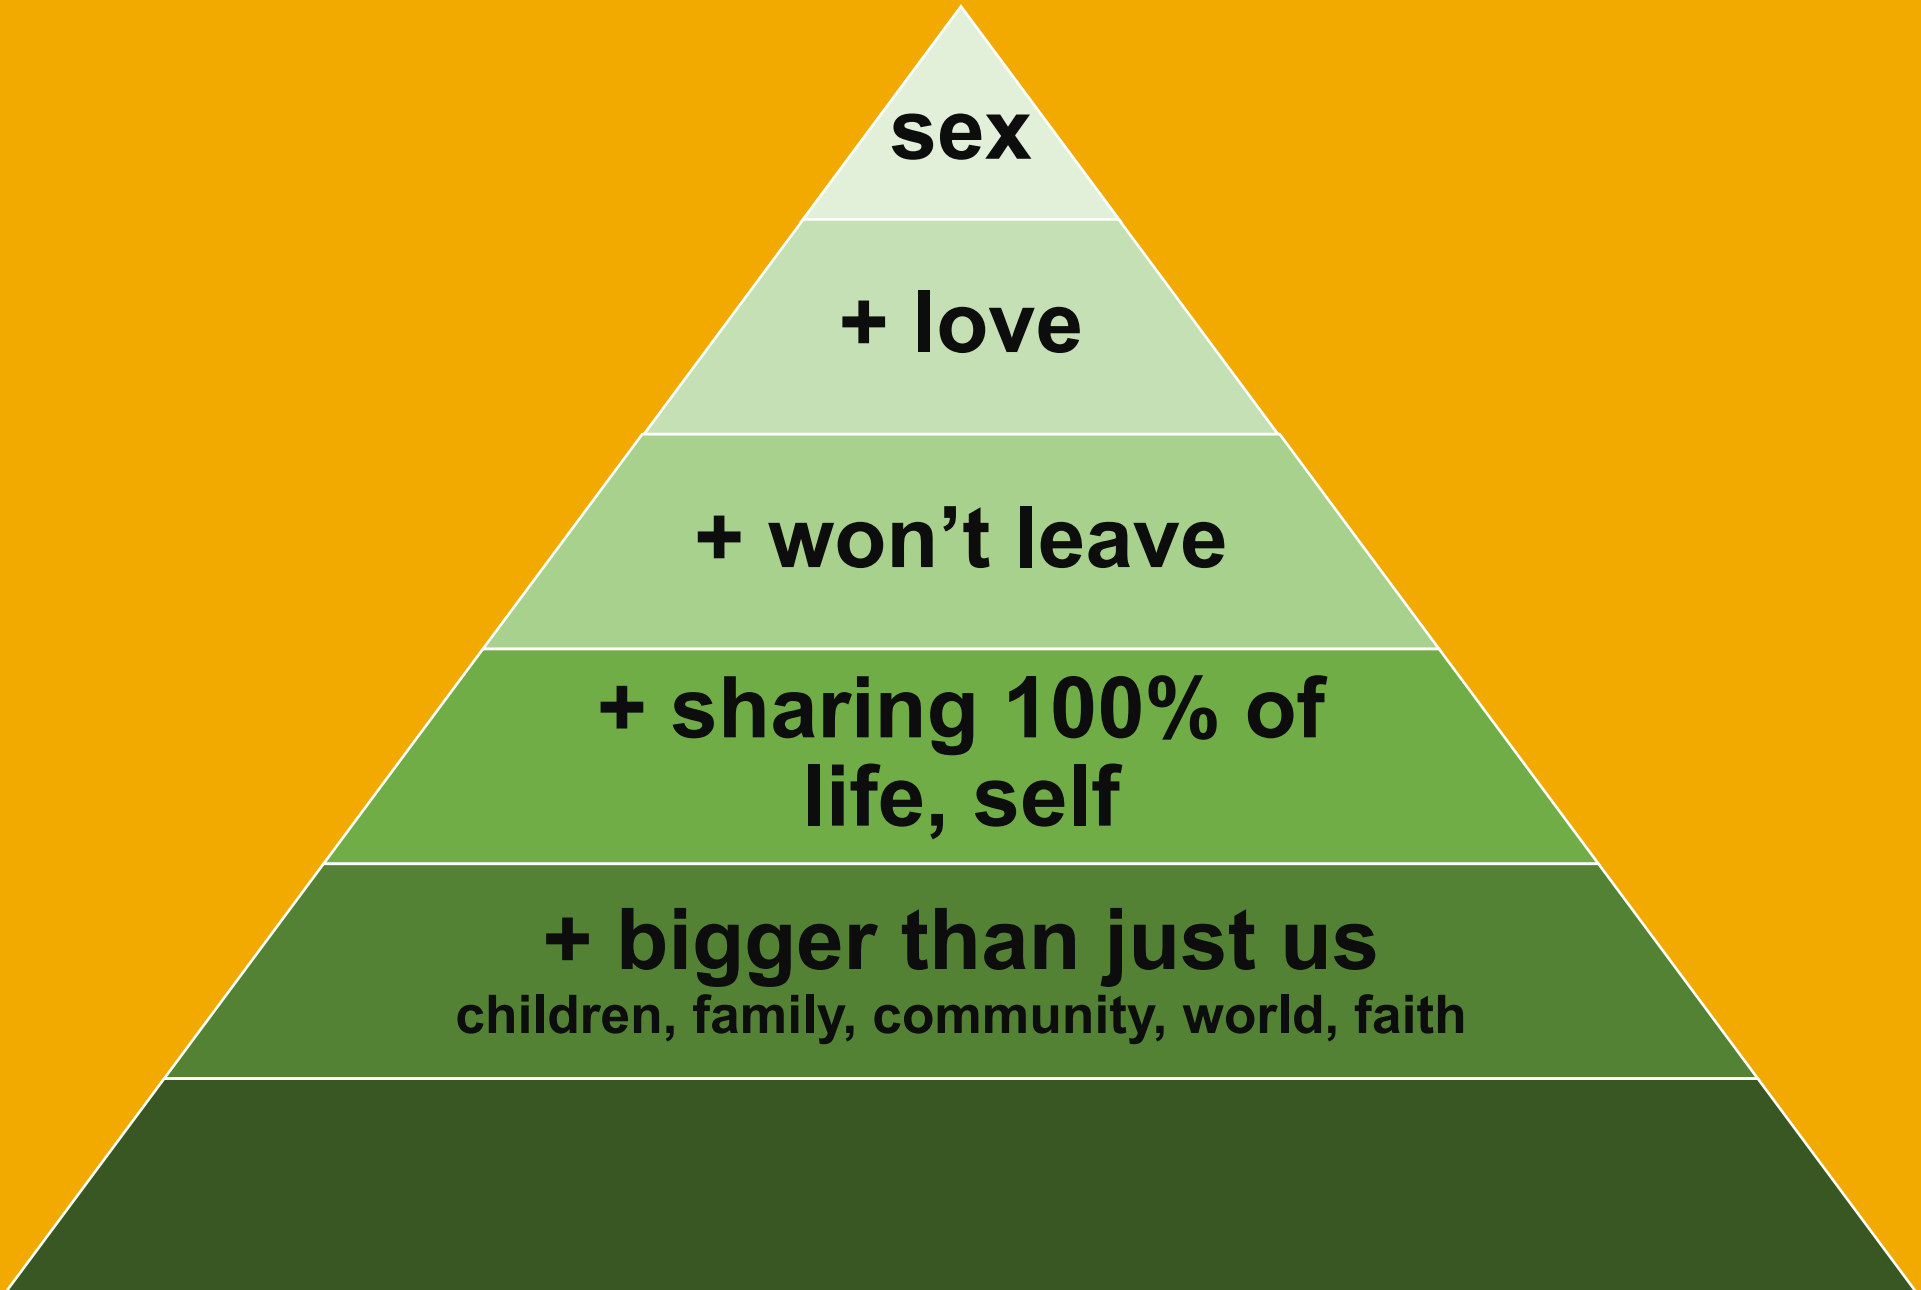 sex
+ love
+ won’t leave
+ sharing 100% of
life, self
+ bigger than just us
children, family, community, world, faith